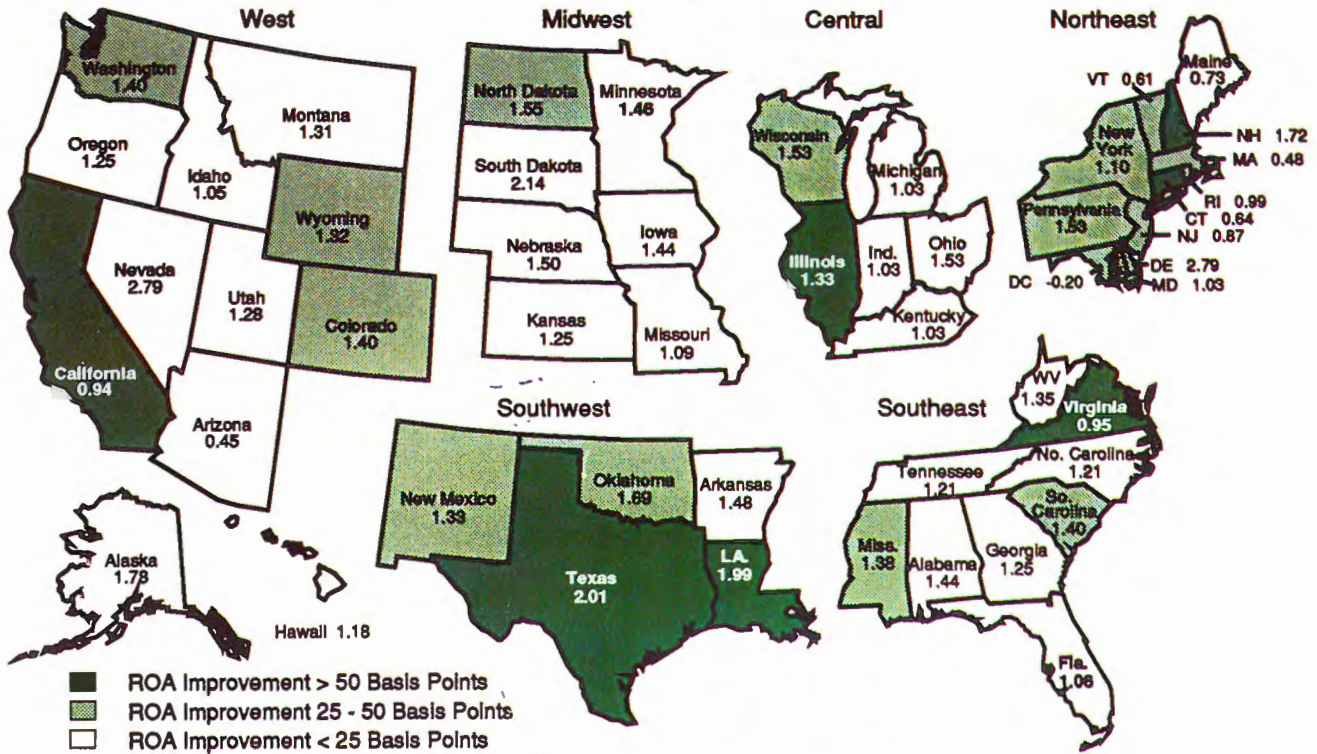 West
Midwest
Central
Northeast
Washington
1.40
Oregon
1.25
California
0.94
Nevada
2.79
Idaho
1.05
Montana
1.31
Wyoming
1.32
Utah
1.28
Colorado
1.40
Arizona
0.45
Alaska
1.78
Hawaii 1.18
North Dakota
1.55
Minnesota
1.46
South Dakota
2.14
Nebraska
1.50
Iowa
1.44
Kansas
1.25
Missouri
1.09
Wisconsin
1.53
Michigan
1.03
Illinois
1.33
Ind.
1.03
Ohio
1.53
Kentucky
1.03
Maine
0.73
VT 0.61
New
York
1.10
NH 1.72
MA 0.48
RI 0.99
CT 0.64
NJ 0.87
Pennsylvania
1.53
DE 2.79
MD 1.03
DC -0.20
Southwest
Southeast
New Mexico
1.33
Oklahoma
1.69
Arkansas
1.48
Texas
2.01
LA.
1.99
WV
1.35
Virginia
0.95
Tennessee
1.21
No. Carolina
1.21
So.
Carolina
1.40
Miss.
1.38
Alabama
1.44
Georgia
1.25
Fla.
1.06
ROA Improvement > 50 Basis Points
ROA Improvement 25 - 50 Basis Points
ROA Improvement < 25 Basis Points